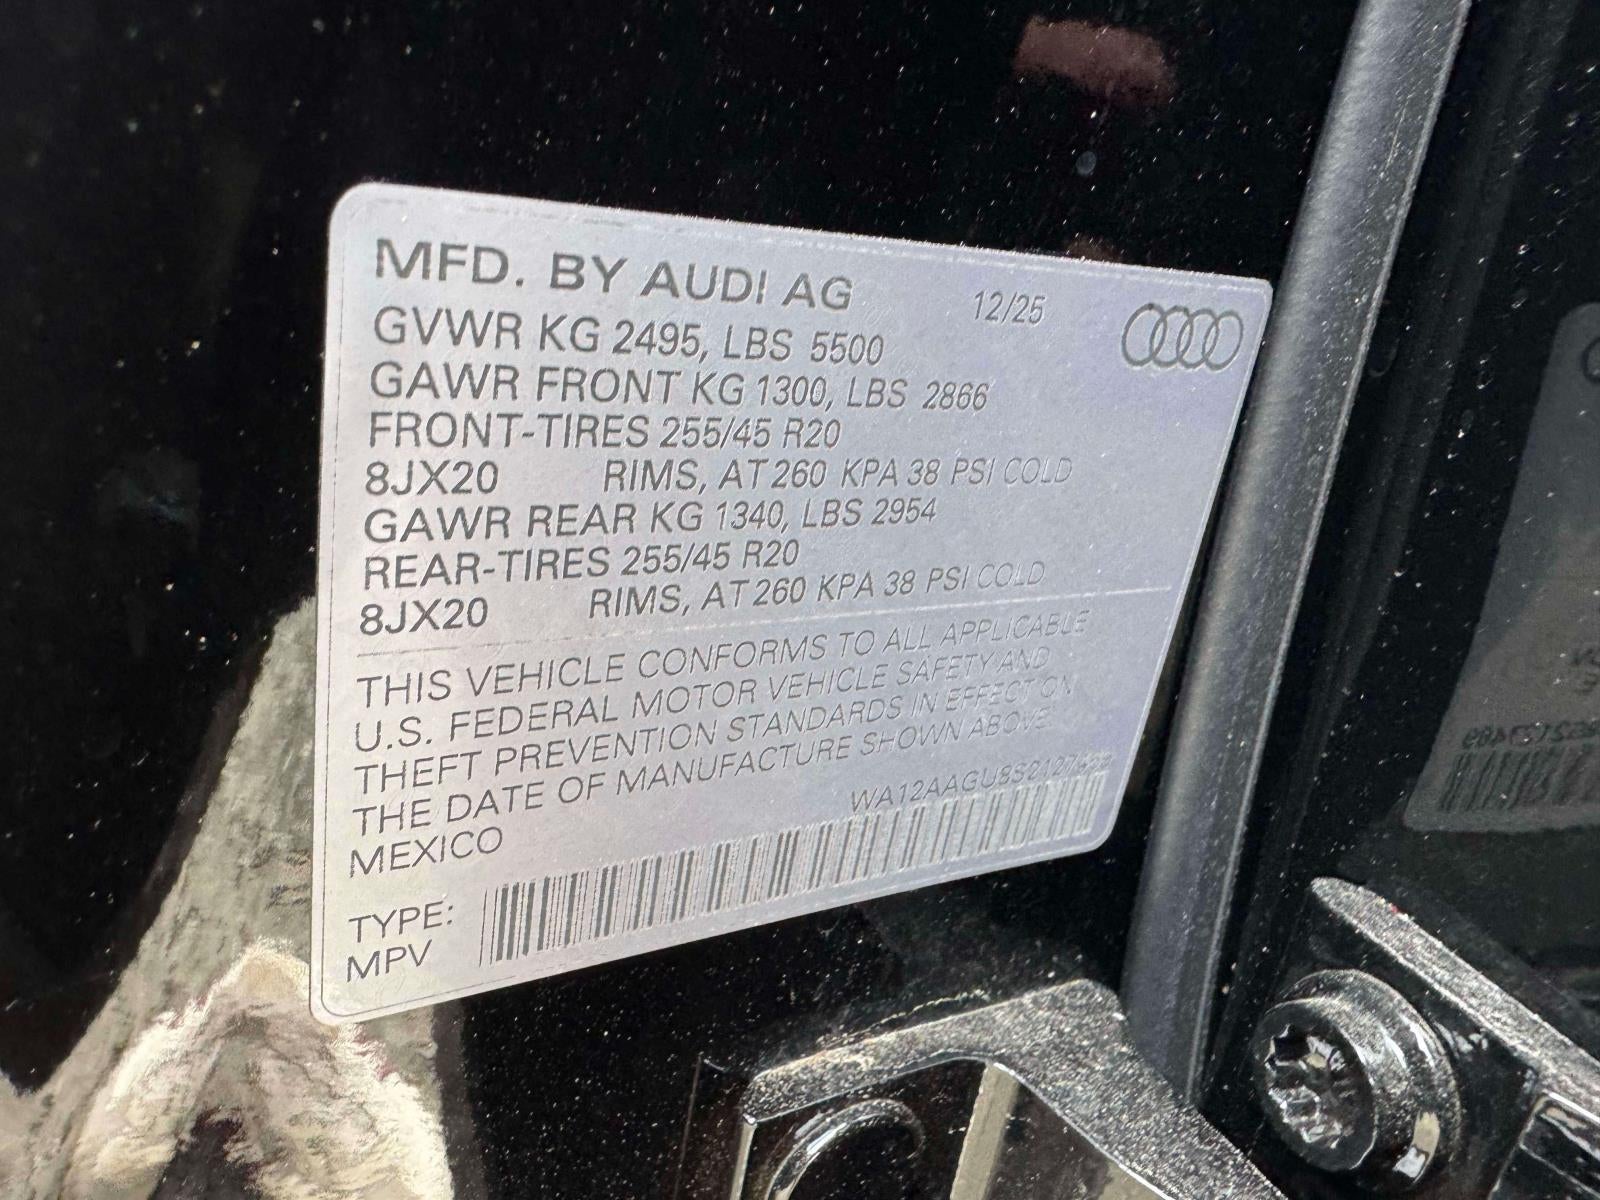 MFD. BY AUDI AG 12/25
GVWR KG 2495, LBS 5500
GAWR FRONT KG 1300, LBS 2866
FRONT-TIRES 255/45 R20
8JX20 RIMS, AT 260 KPA 38 PSI COLD
GAWR REAR KG 1340, LBS 2954
REAR-TIRES 255/45 R20
8JX20 RIMS, AT 260 KPA 38 PSI COLD
THIS VEHICLE CONFORMS TO ALL APPLICABLE
U.S. FEDERAL MOTOR VEHICLE SAFETY AND
THEFT PREVENTION STANDARDS IN EFFECT ON
THE DATE OF MANUFACTURE SHOWN ABOVE.
MEXICO
TYPE:
MPV